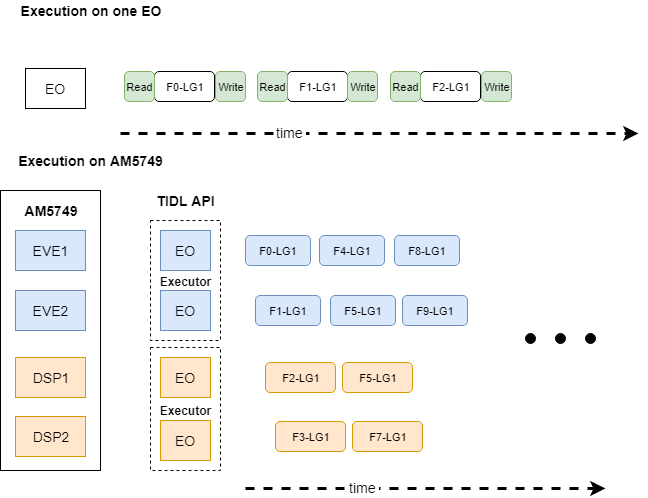 Execution on one EO
EO
Read F0-LG1 Write Read F1-LG1 Write Read F2-LG1 Write
time
Execution on AM5749
AM5749
TIDL API
EVE1 EO F0-LG1 F4-LG1 F8-LG1
Executor
EVE2 EO F1-LG1 F5-LG1 F9-LG1
DSP1 EO F2-LG1 F5-LG1
Executor
DSP2 EO F3-LG1 F7-LG1
time